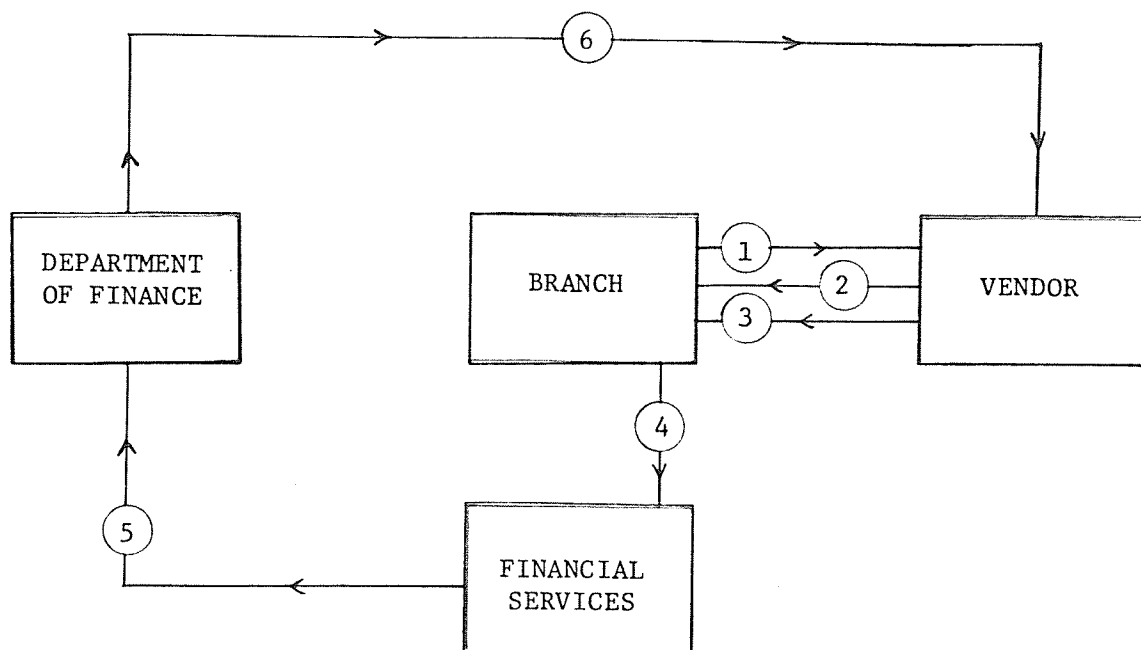 6
DEPARTMENT
OF FINANCE
BRANCH
1
2
3
VENDOR
4
5
FINANCIAL
SERVICES